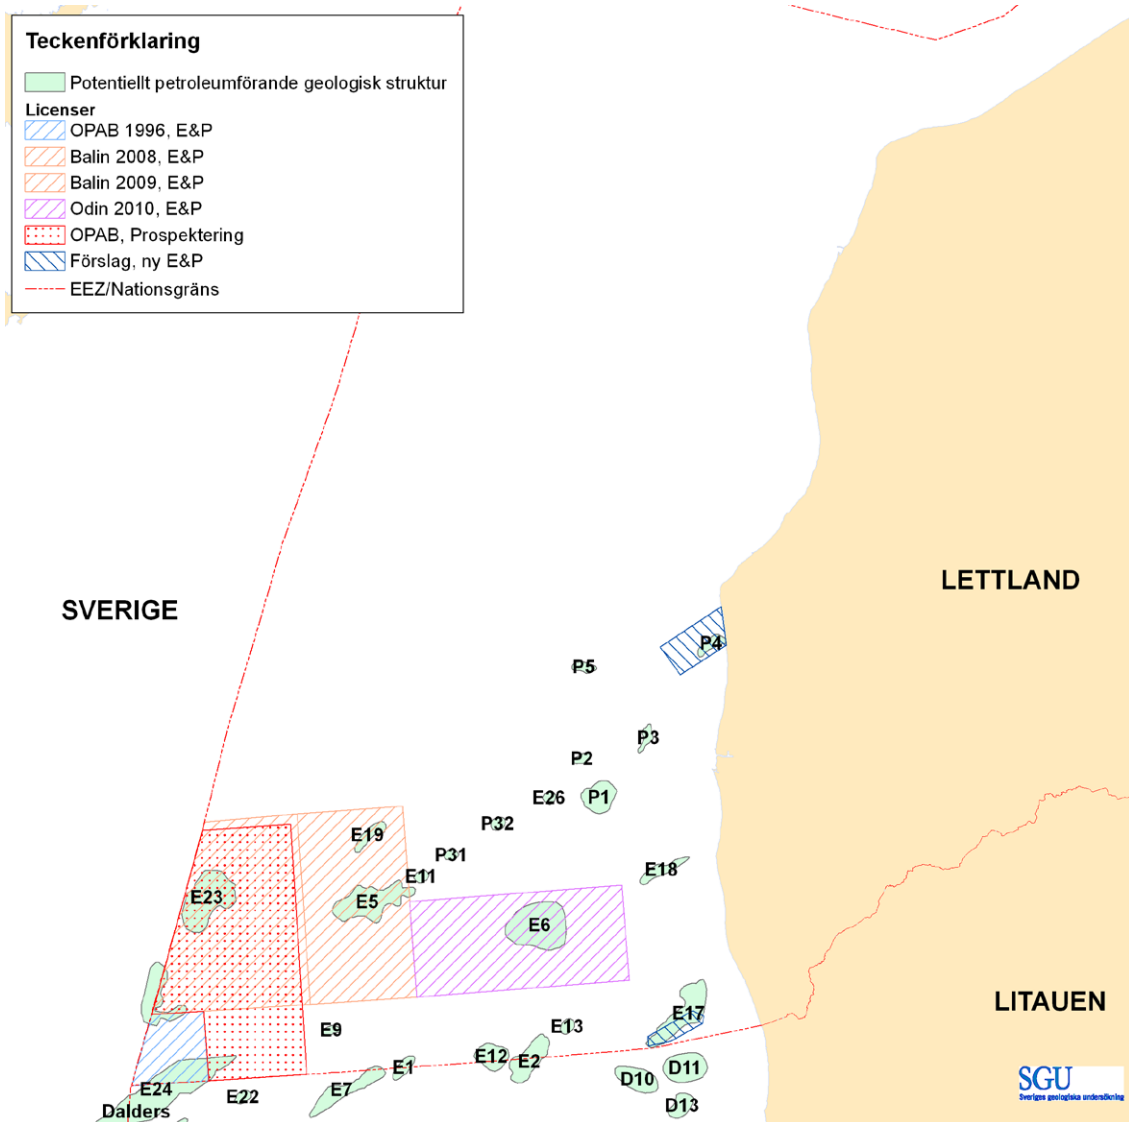 Teckenförklaring
Potentiellt petroleumförande geologisk struktur
Licenser
OPAB 1996, E&P
Balin 2008, E&P
Balin 2009, E&P
Odin 2010, E&P
OPAB, Prospektering
Förslag, ny E&P
EEZ/Nationsgräns
LETTLAND
SVERIGE
P4
P5
P3
P2
E26
P1
P32
E19
P31
E18
E11
E23
E5
E6
LITAUEN
E17
E9
E13
E12
E2
E1
D11
D10
E24
E7
E22
D13
Dalders
SGU
Sveriges geologiska undersökning